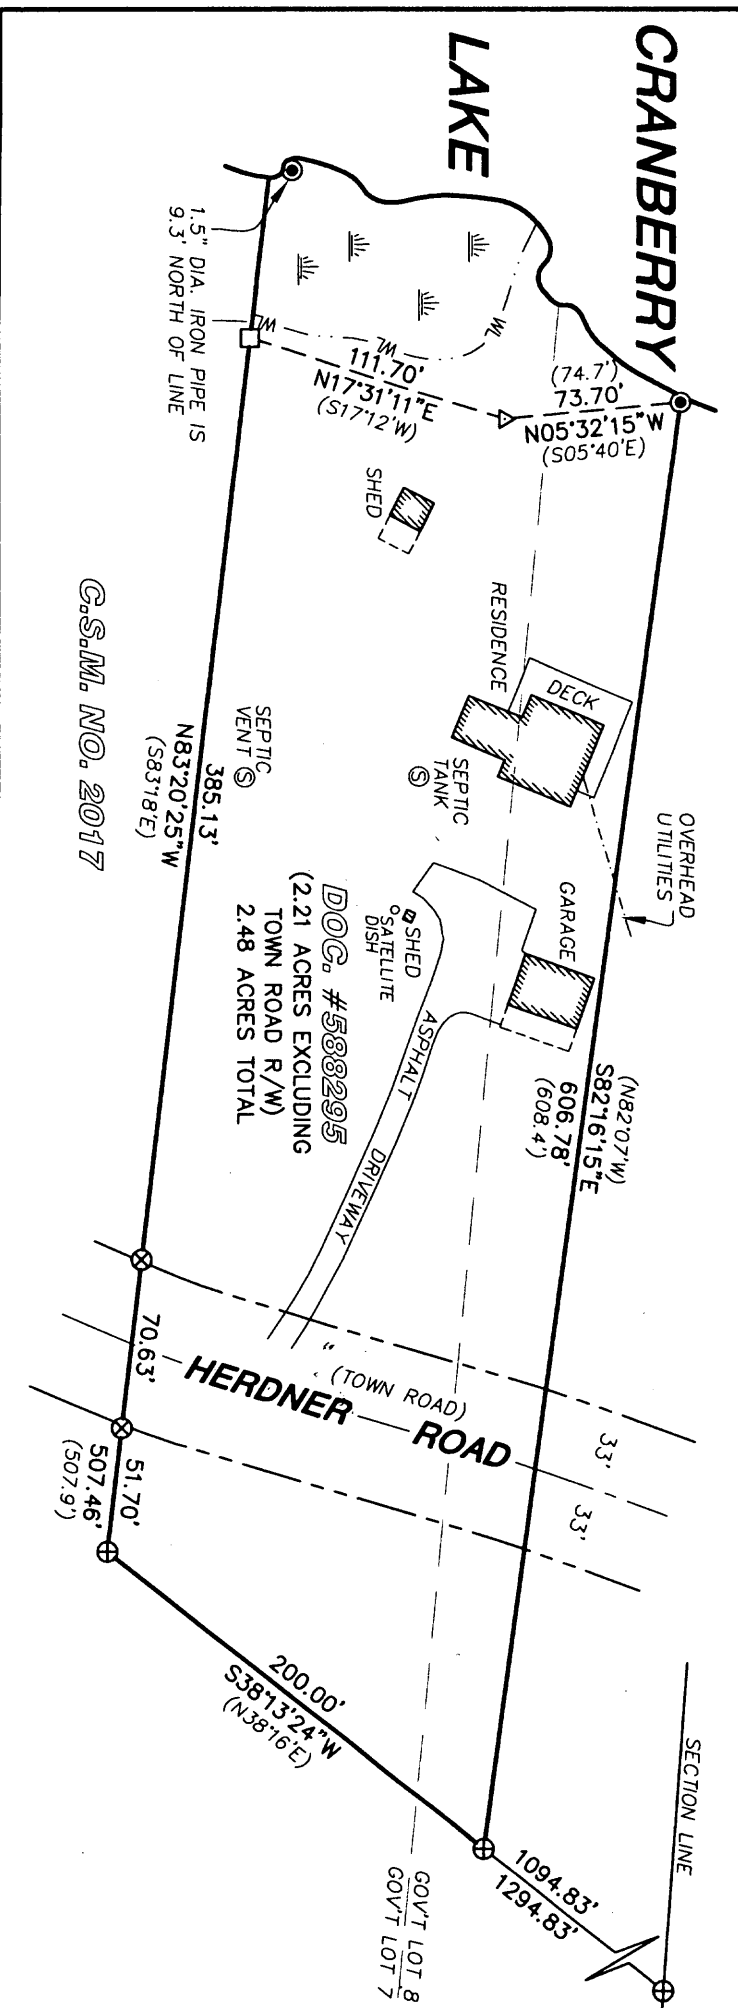 CRANBERRY
LAKE
1.5" DIA. IRON PIPE IS
9.3' NORTH OF LINE
WL
WL
WL
111.70'
N17°31'11"E
(S17°12'W)
(74.7')
73.70'
N05°32'15"W
(S05°40'E)
SHED
RESIDENCE
DECK
OVERHEAD
UTILITIES
SEPTIC
TANK
S
SEPTIC
VENT S
C.S.M. NO. 2017
385.13'
N83°20'25"W
(S83°18'E)
GARAGE
SHED
SATELLITE
DISH
DOC. #588295
(2.21 ACRES EXCLUDING
TOWN ROAD R/W)
2.48 ACRES TOTAL
ASPHALT DRIVEWAY
(N82°07'W)
S82°16'15"E
606.78'
(608.4')
HERDNER ROAD
" (TOWN ROAD)
33'
33'
70.63'
51.70'
507.46'
(507.9')
200.00'
S38°13'24"W
(N38°16'E)
SECTION LINE
1094.83'
1294.83'
GOV'T LOT 8
GOV'T LOT 7